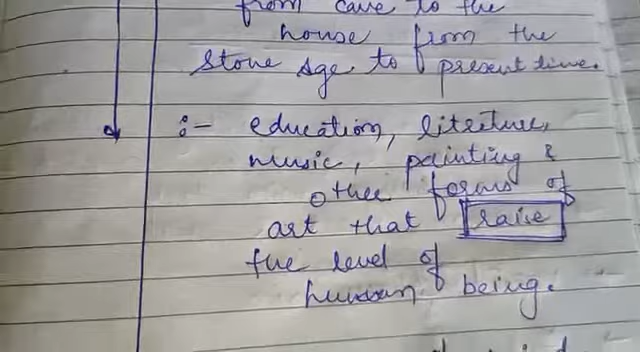 from cave to the
house from the
stone age to present time.
:- education, litreture,
music, painting &
other forms of
art that raise
the level of
human being.